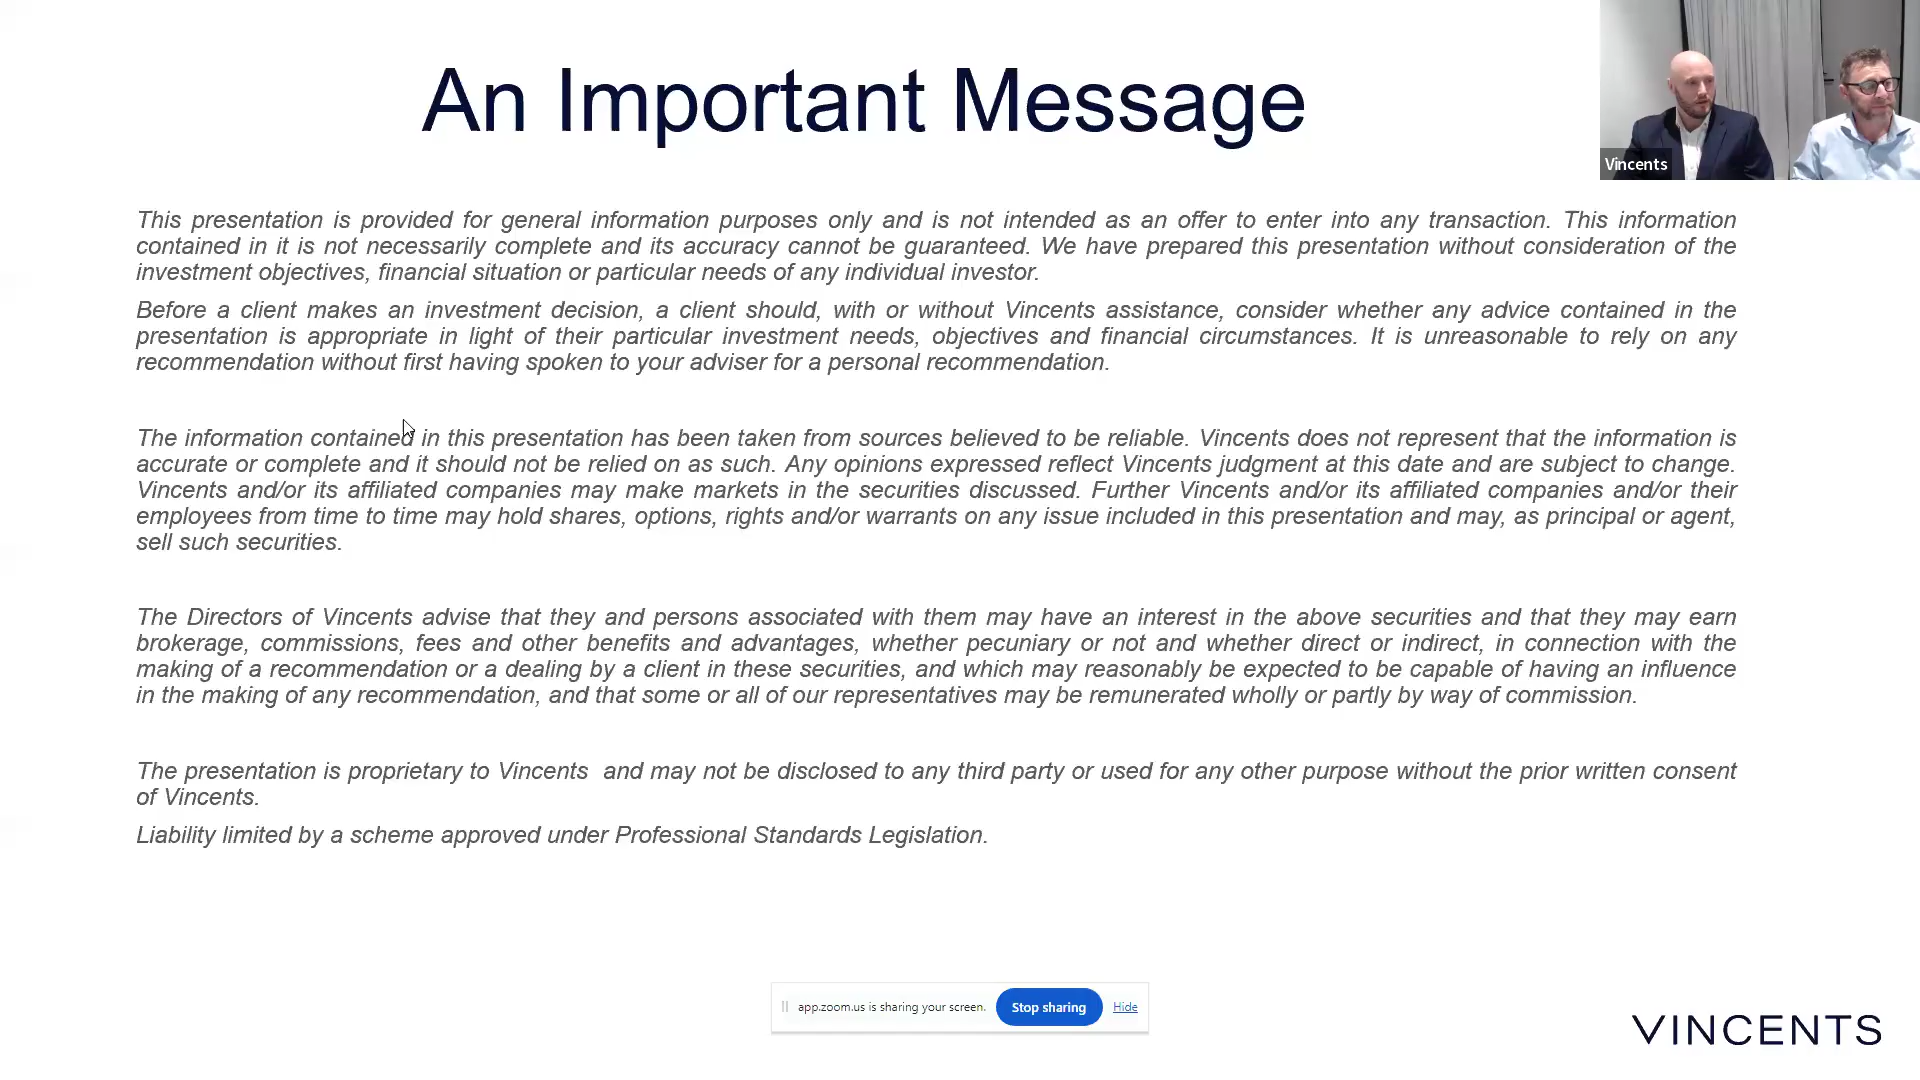 An Important Message
Vincents
This presentation is provided for general information purposes only and is not intended as an offer to enter into any transaction. This information
contained in it is not necessarily complete and its accuracy cannot be guaranteed. We have prepared this presentation without consideration of the
investment objectives, financial situation or particular needs of any individual investor.
Before a client makes an investment decision, a client should, with or without Vincents assistance, consider whether any advice contained in the
presentation is appropriate in light of their particular investment needs, objectives and financial circumstances. It is unreasonable to rely on any
recommendation without first having spoken to your adviser for a personal recommendation.
The information contained in this presentation has been taken from sources believed to be reliable. Vincents does not represent that the information is
accurate or complete and it should not be relied on as such. Any opinions expressed reflect Vincents judgment at this date and are subject to change.
Vincents and/or its affiliated companies may make markets in the securities discussed. Further Vincents and/or its affiliated companies and/or their
employees from time to time may hold shares, options, rights and/or warrants on any issue included in this presentation and may, as principal or agent,
sell such securities.
The Directors of Vincents advise that they and persons associated with them may have an interest in the above securities and that they may earn
brokerage, commissions, fees and other benefits and advantages, whether pecuniary or not and whether direct or indirect, in connection with the
making of a recommendation or a dealing by a client in these securities, and which may reasonably be expected to be capable of having an influence
in the making of any recommendation, and that some or all of our representatives may be remunerated wholly or partly by way of commission.
The presentation is proprietary to Vincents and may not be disclosed to any third party or used for any other purpose without the prior written consent
of Vincents.
Liability limited by a scheme approved under Professional Standards Legislation.
app.zoom.us is sharing your screen. Stop sharing Hide
VINCENTS